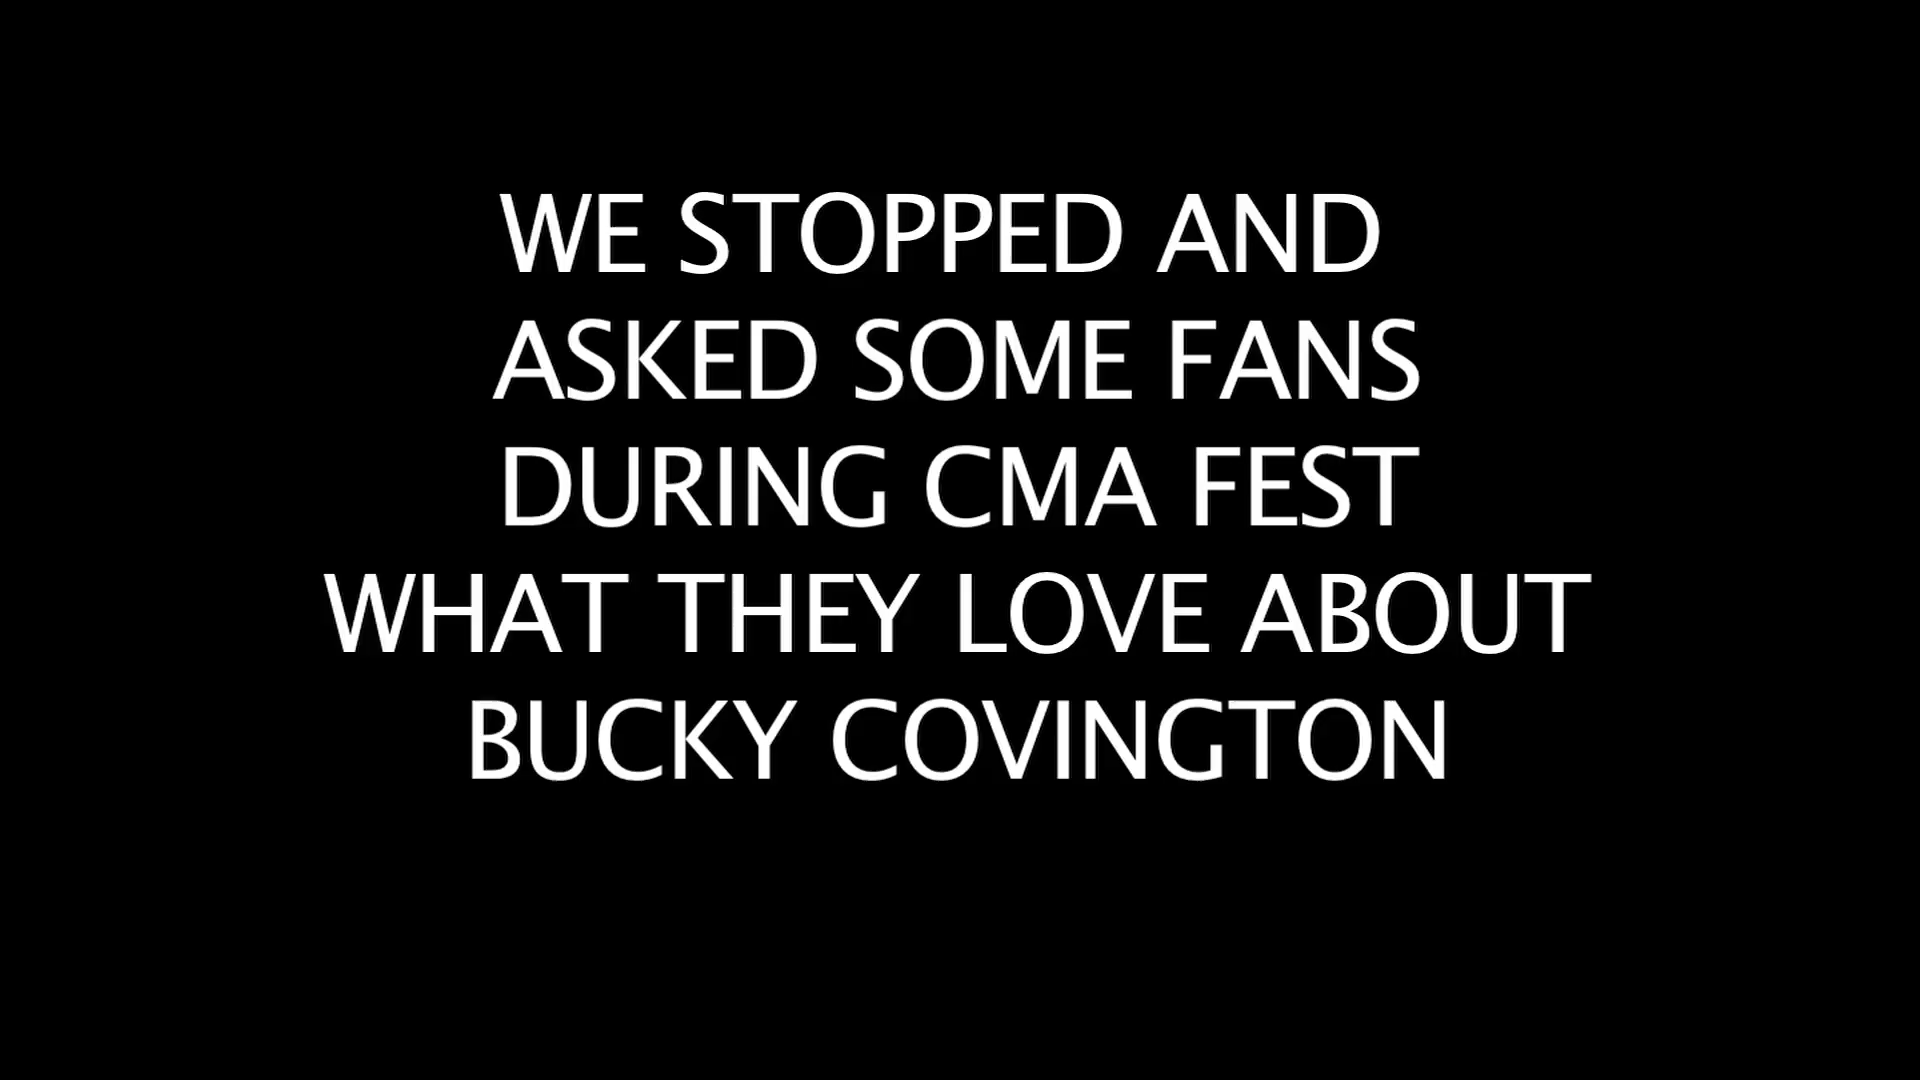 WE STOPPED AND
ASKED SOME FANS
DURING CMA FEST
WHAT THEY LOVE ABOUT
BUCKY COVINGTON